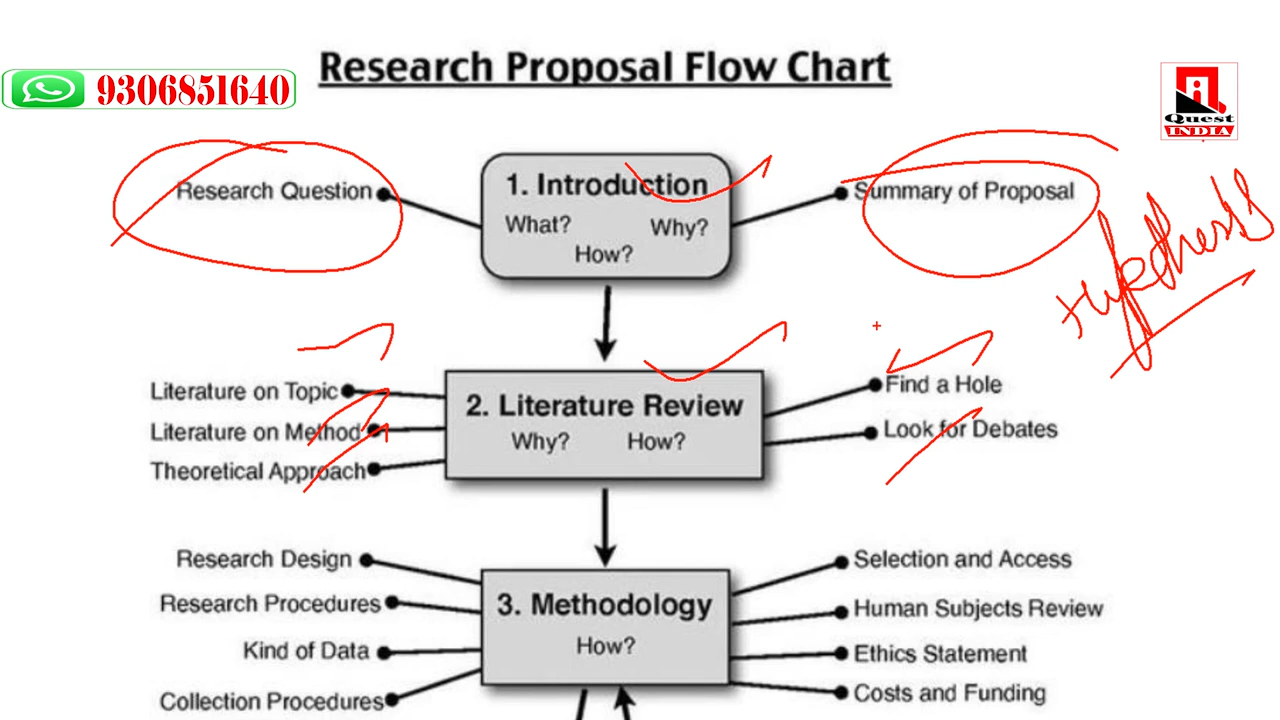 Research Proposal Flow Chart
9306851640
Quest
INDIA
Research Question
1. Introduction
What? Why?
How?
Summary of Proposal
Hypothesis
Literature on Topic
Literature on Method
Theoretical Approach
2. Literature Review
Why? How?
Find a Hole
Look for Debates
Research Design
Research Procedures
Kind of Data
Collection Procedures
3. Methodology
How?
Selection and Access
Human Subjects Review
Ethics Statement
Costs and Funding